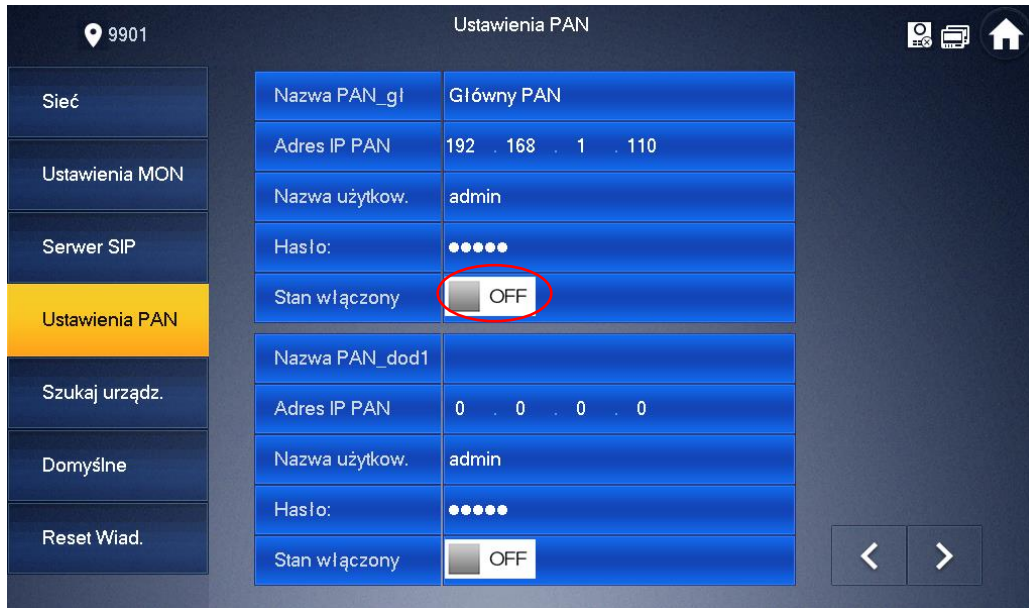 9901
Ustawienia PAN
Sieć
Ustawienia MON
Serwer SIP
Ustawienia PAN
Szukaj urządz.
Domyślne
Reset Wiad.
Nazwa PAN_gł Główny PAN
Adres IP PAN 192 . 168 . 1 . 110
Nazwa użytkow. admin
Hasło: ●●●●●
Stan włączony OFF
Nazwa PAN_dod1
Adres IP PAN 0 . 0 . 0 . 0
Nazwa użytkow. admin
Hasło: ●●●●●
Stan włączony OFF